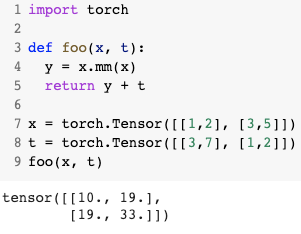 1 import torch
2
3 def foo(x, t):
4   y = x.mm(x)
5   return y + t
6
7 x = torch.Tensor([[1,2], [3,5]])
8 t = torch.Tensor([[3,7], [1,2]])
9 foo(x, t)
tensor([[10., 19.],
        [19., 33.]])